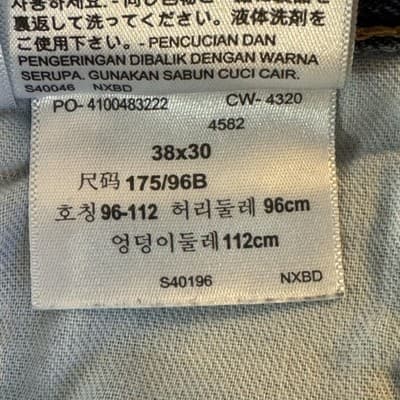 裏返して洗ってください。液体洗剤をご使用下さい。- PENCUCIAN DAN
PENGERINGAN DIBALIK DENGAN WARNA
SERUPA. GUNAKAN SABUN CUCI CAIR.
S40046 NXBD
PO- 4100483222 CW- 4320
4582
38x30
尺码 175/96B
호칭 96-112 허리둘레 96cm
엉덩이둘레 112cm
S40196 NXBD